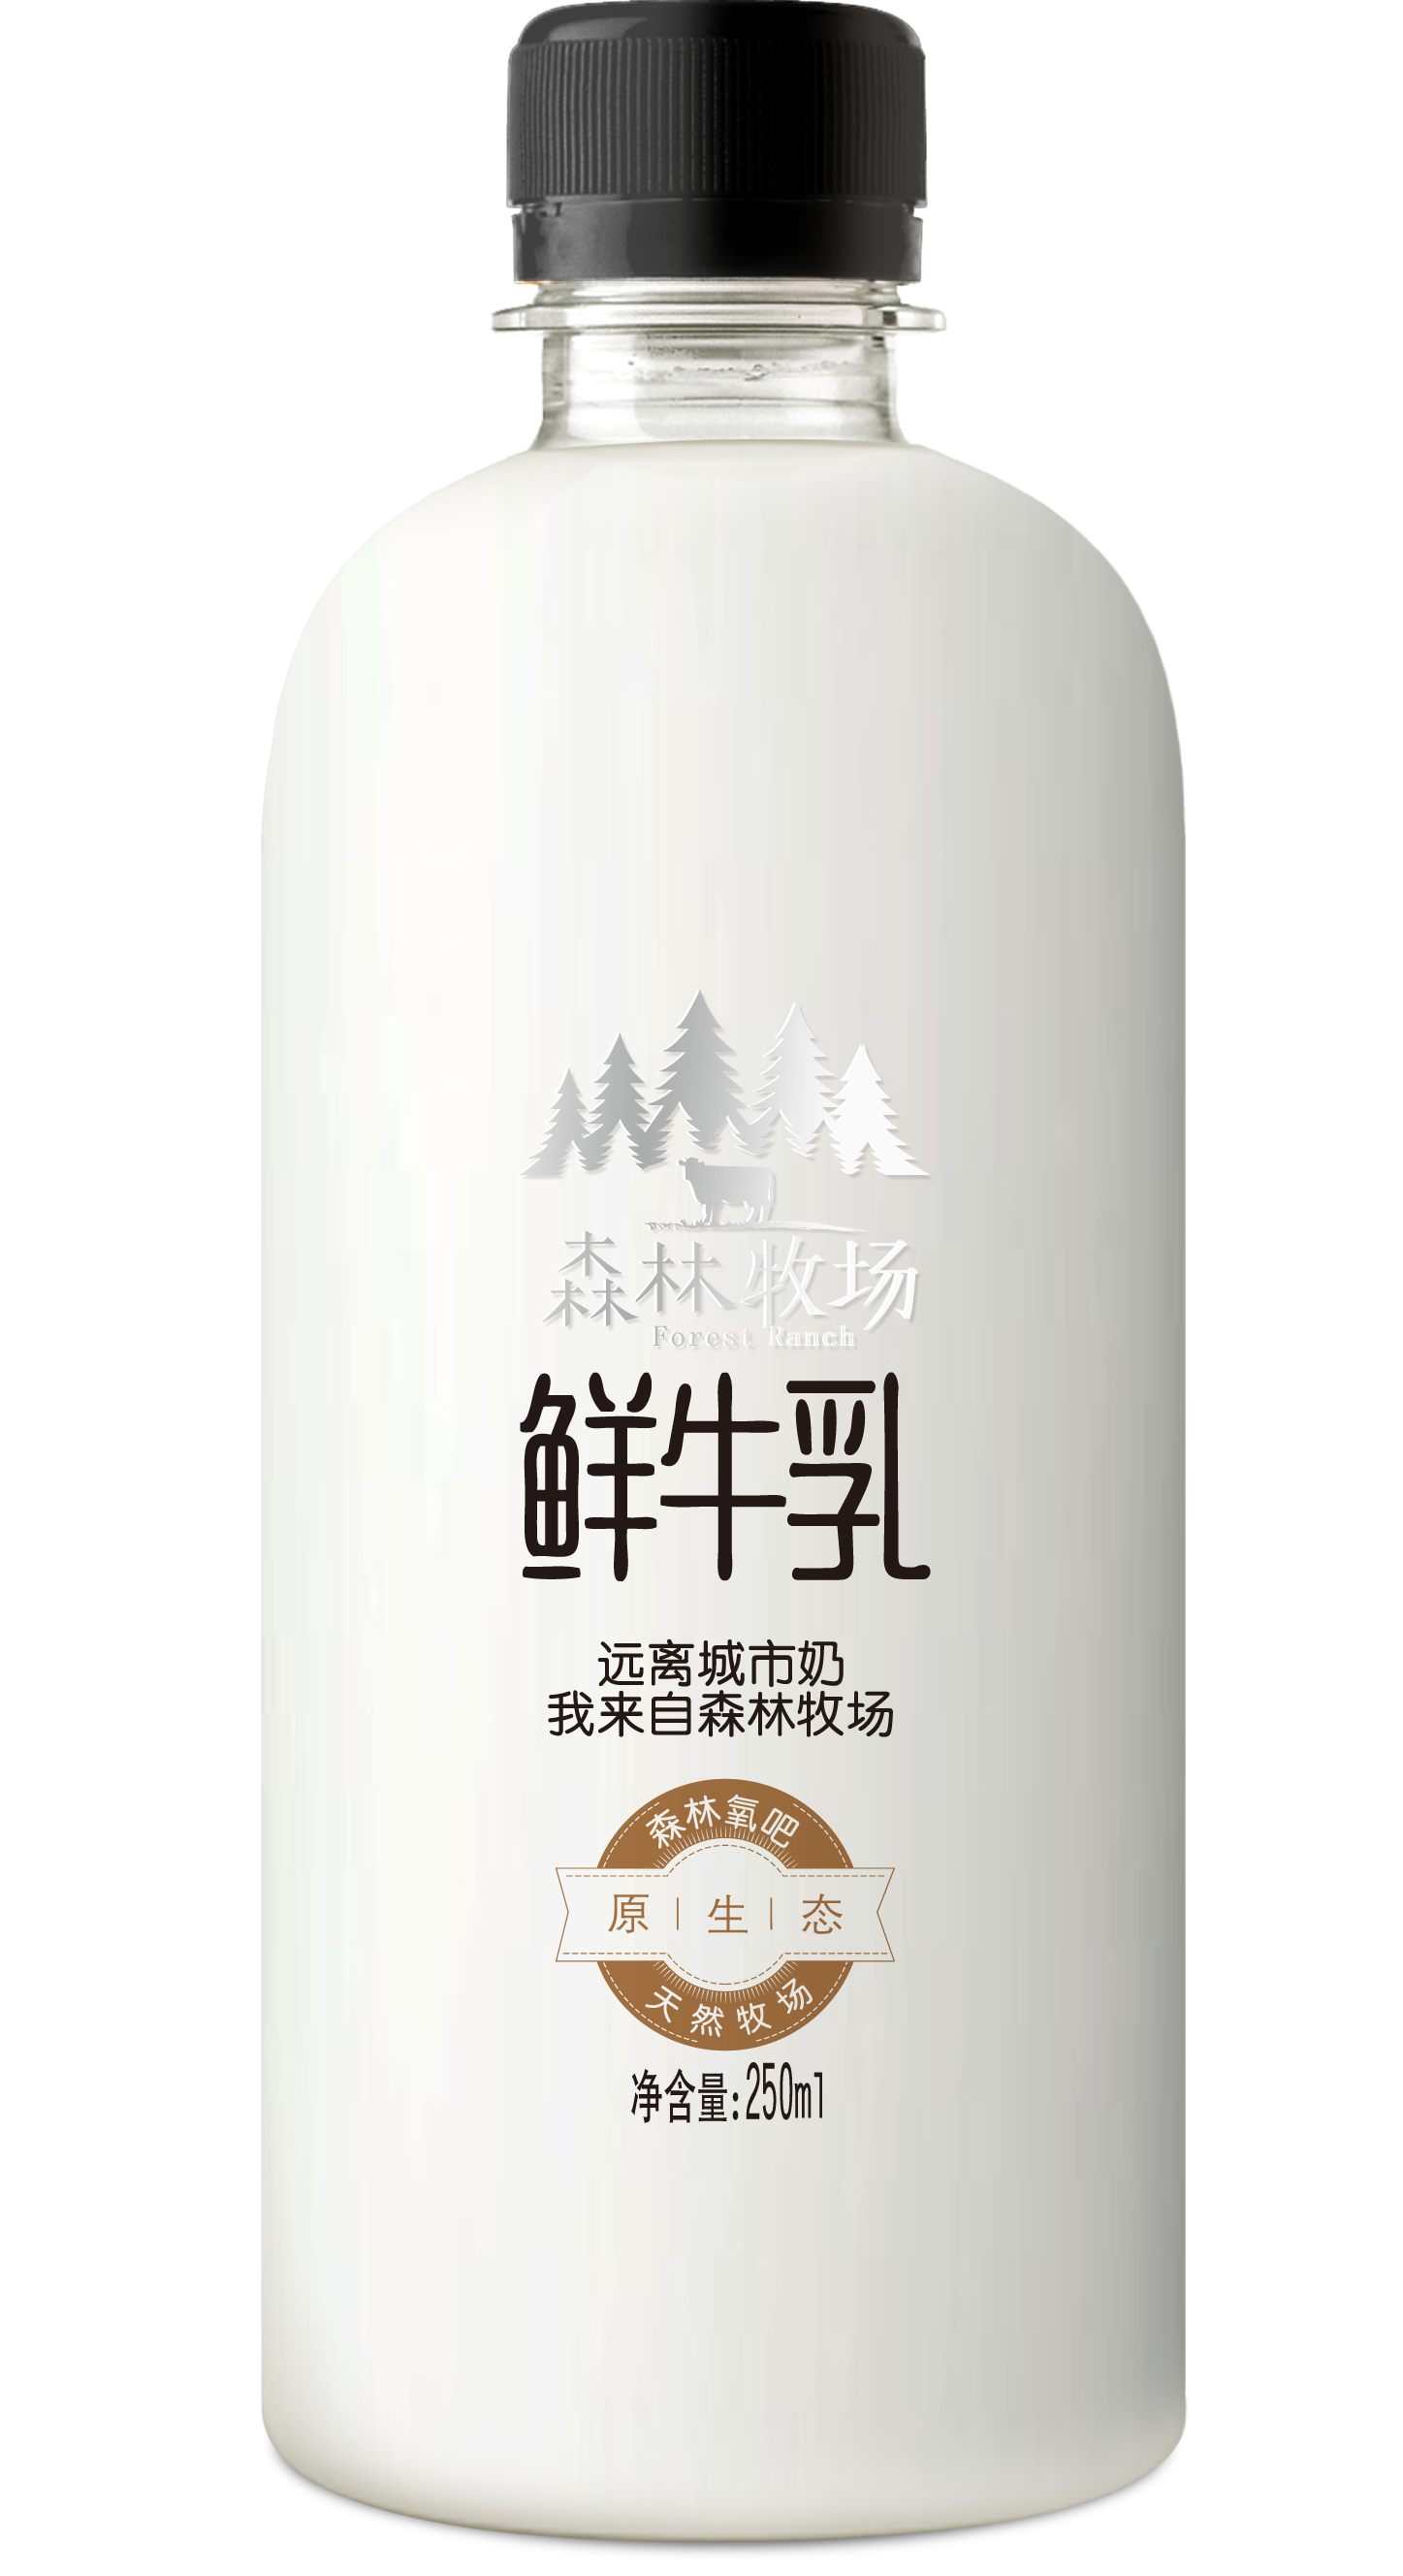 森林牧场
Forest Ranch
鲜牛乳
远离城市奶
我来自森林牧场
森林氧吧
原|生|态
天然牧场
净含量:250ml